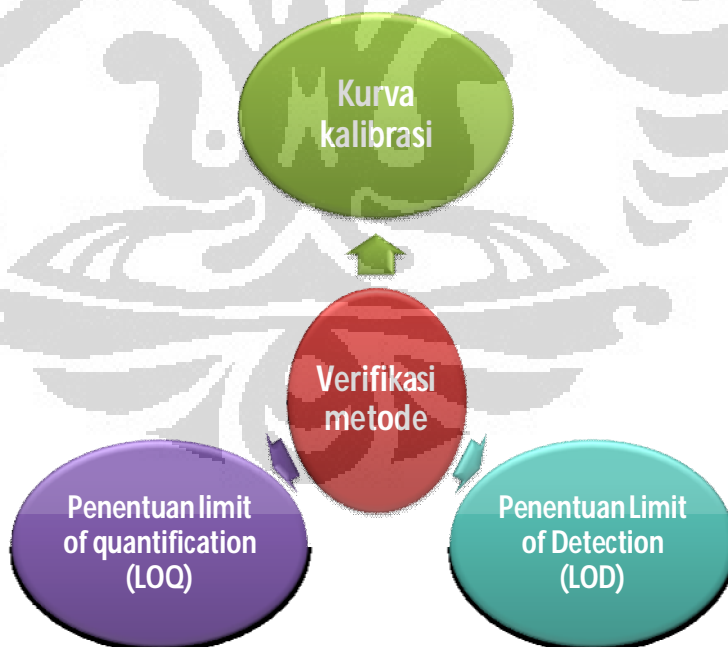 Kurva
kalibrasi
Verifikasi
metode
Penentuan limit
of quantification
(LOQ)
Penentuan Limit
of Detection
(LOD)